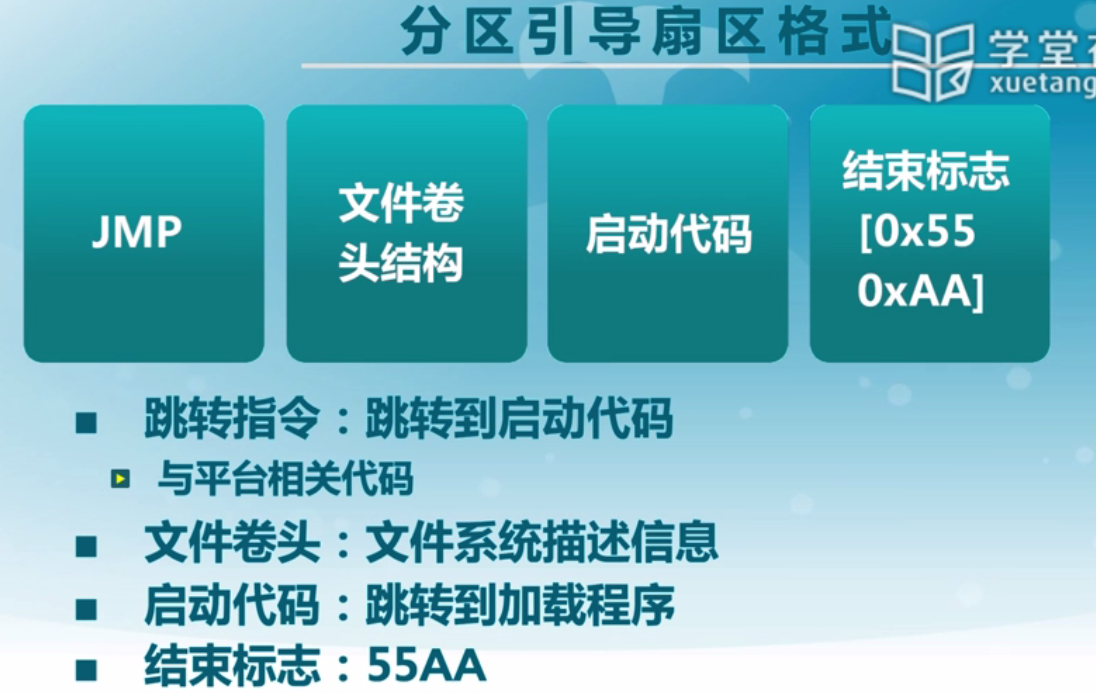 分区引导扇区格式
学堂
xuetang
JMP
文件卷
头结构
启动代码
结束标志
[0x55
0xAA]
跳转指令：跳转到启动代码
与平台相关代码
文件卷头：文件系统描述信息
启动代码：跳转到加载程序
结束标志：55AA